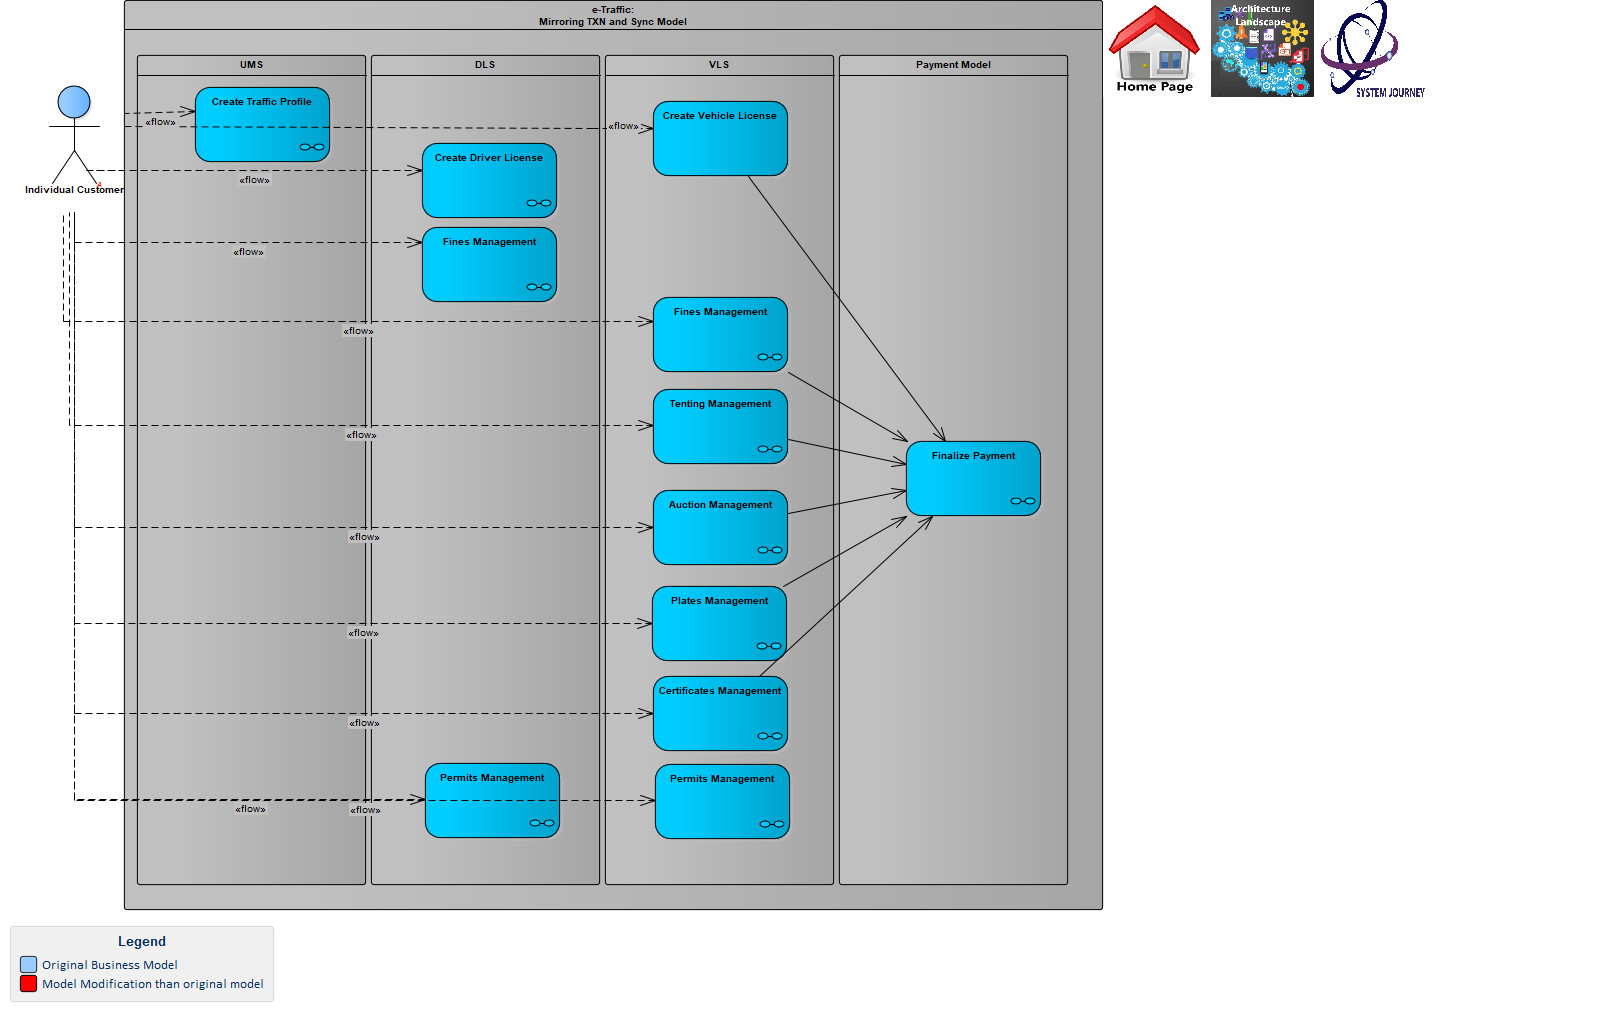 e-Traffic:
Mirroring TXN and Sync Model
Home Page
Architecture
Landscape
SYSTEM JOURNEY
UMS
DLS
VLS
Payment Model
Create Traffic Profile
«flow»
Create Vehicle License
«flow»
Create Driver License
«flow»
Individual Customer
Fines Management
«flow»
Fines Management
«flow»
Tenting Management
«flow»
Finalize Payment
Auction Management
«flow»
Plates Management
«flow»
Certificates Management
«flow»
Permits Management
Permits Management
«flow»
«flow»
Legend
Original Business Model
Model Modification than original model